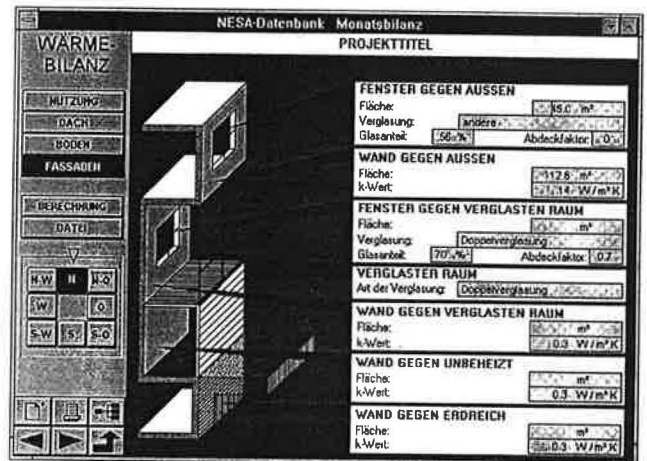 NESA-Datenbank Monatsbilanz
WÄRME-
BILANZ
PROJEKTTITEL
NUTZUNG
DACH
BODEN
FASSADEN
BERECHNUNG
DATEI
N-W N N-O
W O
S-W S S-O
FENSTER GEGEN AUSSEN
Fläche: 45.0 m²
Verglasung: andere
Glasanteil: 56 % Abdeckfaktor: 0
WAND GEGEN AUSSEN
Fläche: 112.8 m²
k-Wert: 1.14 W/m²K
FENSTER GEGEN VERGLASTEN RAUM
Fläche: m²
Verglasung: Doppelverglasung
Glasanteil: 70 % Abdeckfaktor: 0.7
VERGLASTER RAUM
Art der Verglasung: Doppelverglasung
WAND GEGEN VERGLASTEN RAUM
Fläche: m²
k-Wert: 0.3 W/m²K
WAND GEGEN UNBEHEIZT
Fläche: m²
k-Wert: 0.3 W/m²K
WAND GEGEN ERDREICH
Fläche: m²
k-Wert: 0.3 W/m²K